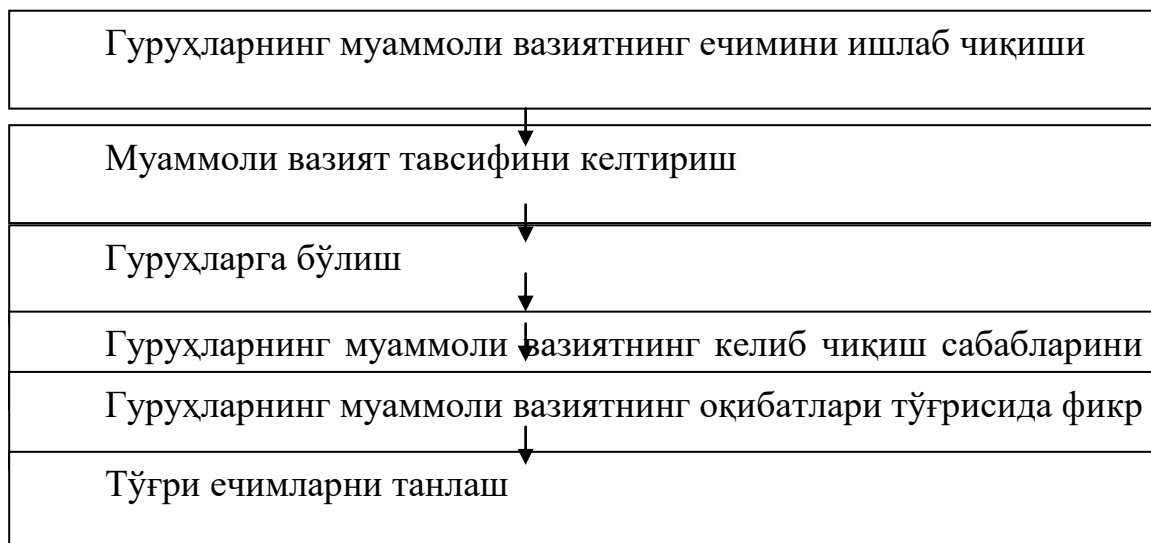 Гуруҳларнинг муаммоли вазиятнинг ечимини ишлаб чиқиши
Муаммоли вазият тавсифини келтириш
Гуруҳларга бўлиш
Гуруҳларнинг муаммоли вазиятнинг келиб чиқиш сабабларини
Гуруҳларнинг муаммоли вазиятнинг оқибатлари тўғрисида фикр
Тўғри ечимларни танлаш